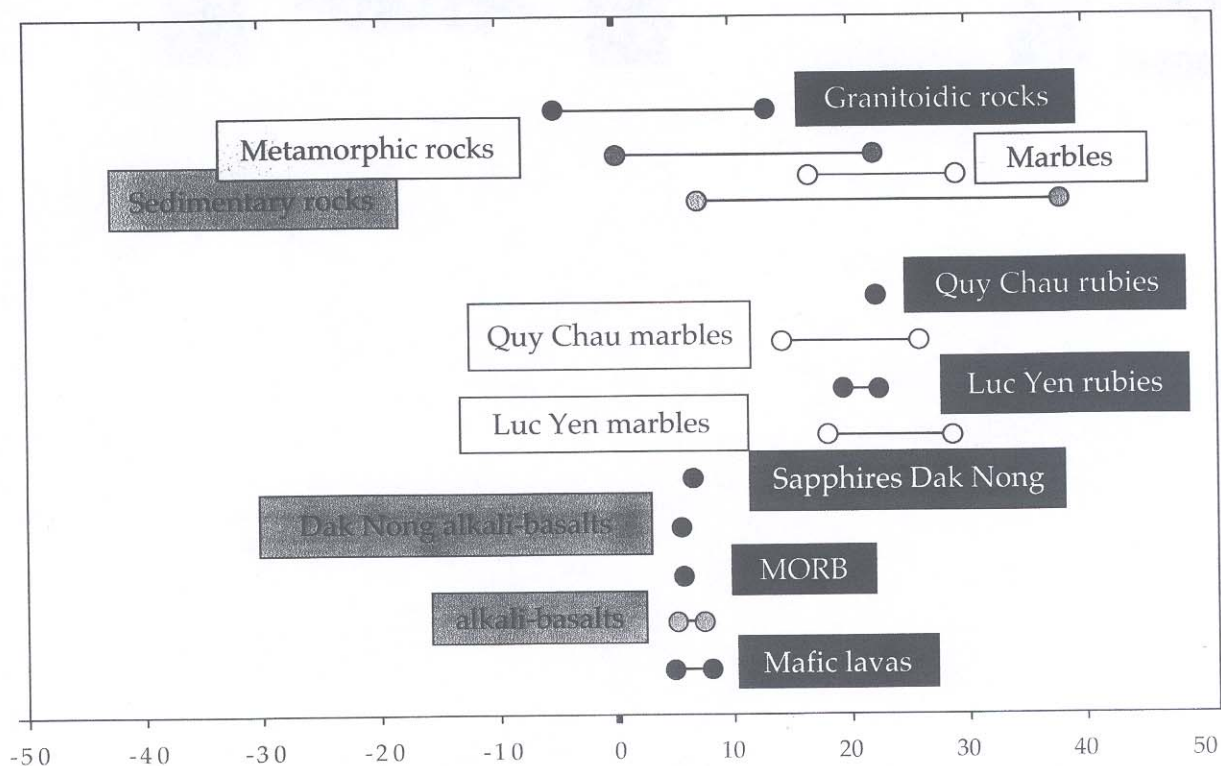 Granitoidic rocks
Metamorphic rocks
Marbles
Sedimentary rocks
Quy Chau rubies
Quy Chau marbles
Luc Yen rubies
Luc Yen marbles
Sapphires Dak Nong
Dak Nong alkali-basalts
MORB
alkali-basalts
Mafic lavas
-50 -40 -30 -20 -10 0 10 20 30 40 50